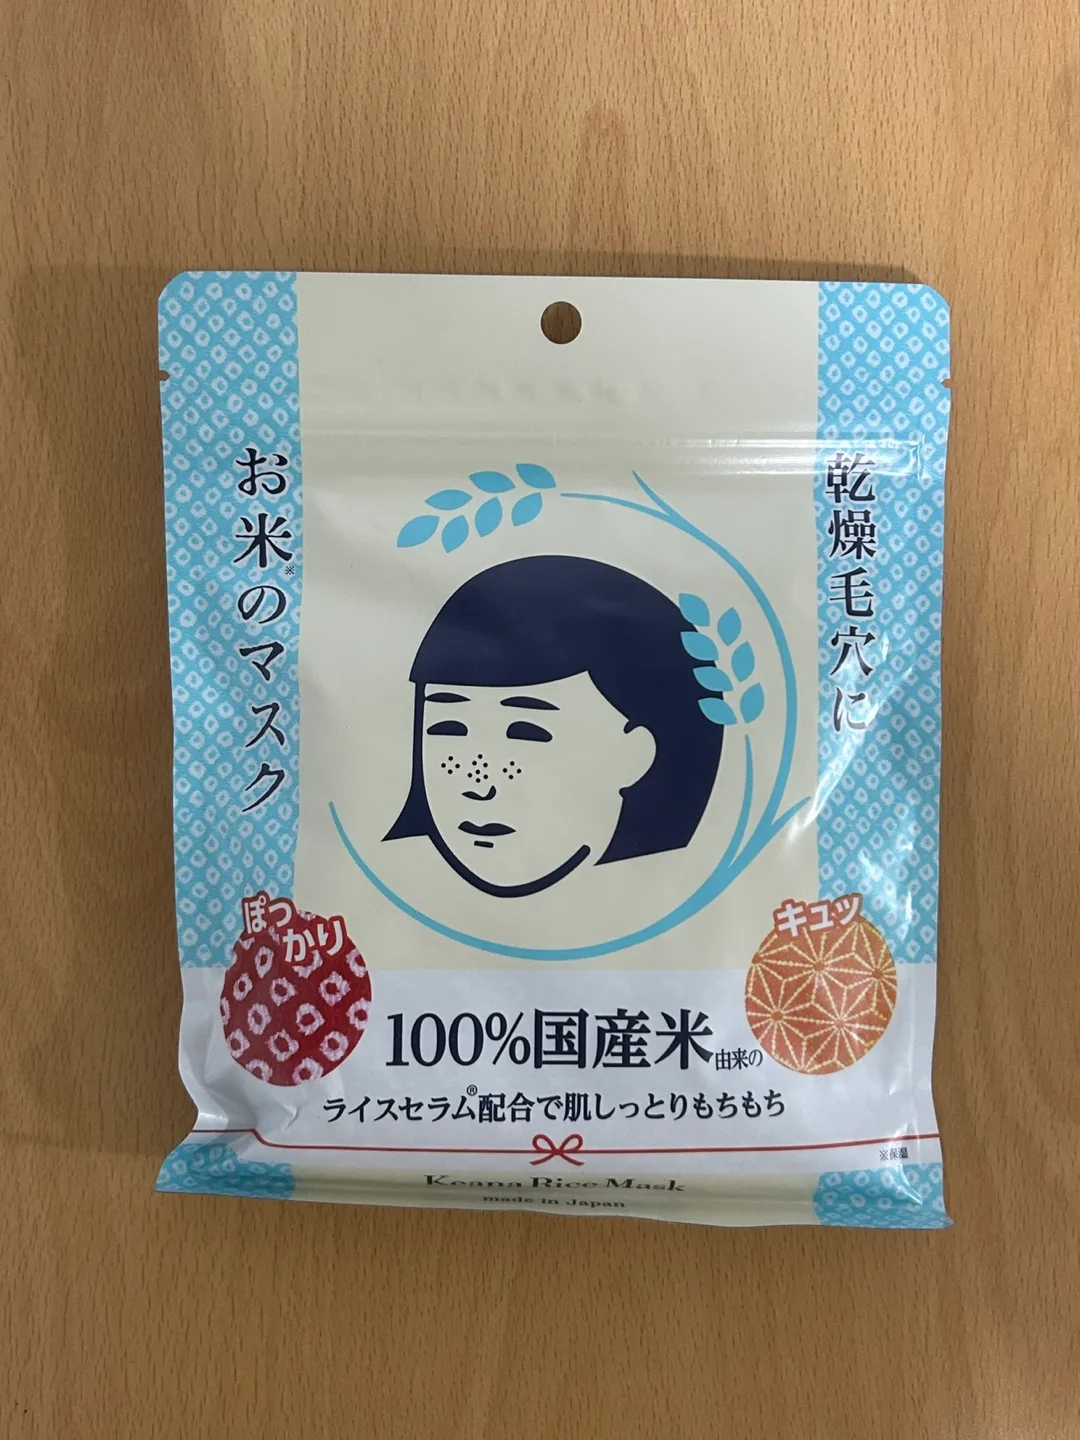 乾燥毛穴に
お米※のマスク
ぽっかり
キュッ
100%国産米由来の
ライスセラム®配合で肌しっとりもちもち
※保湿
Keana Rice Mask
made in Japan